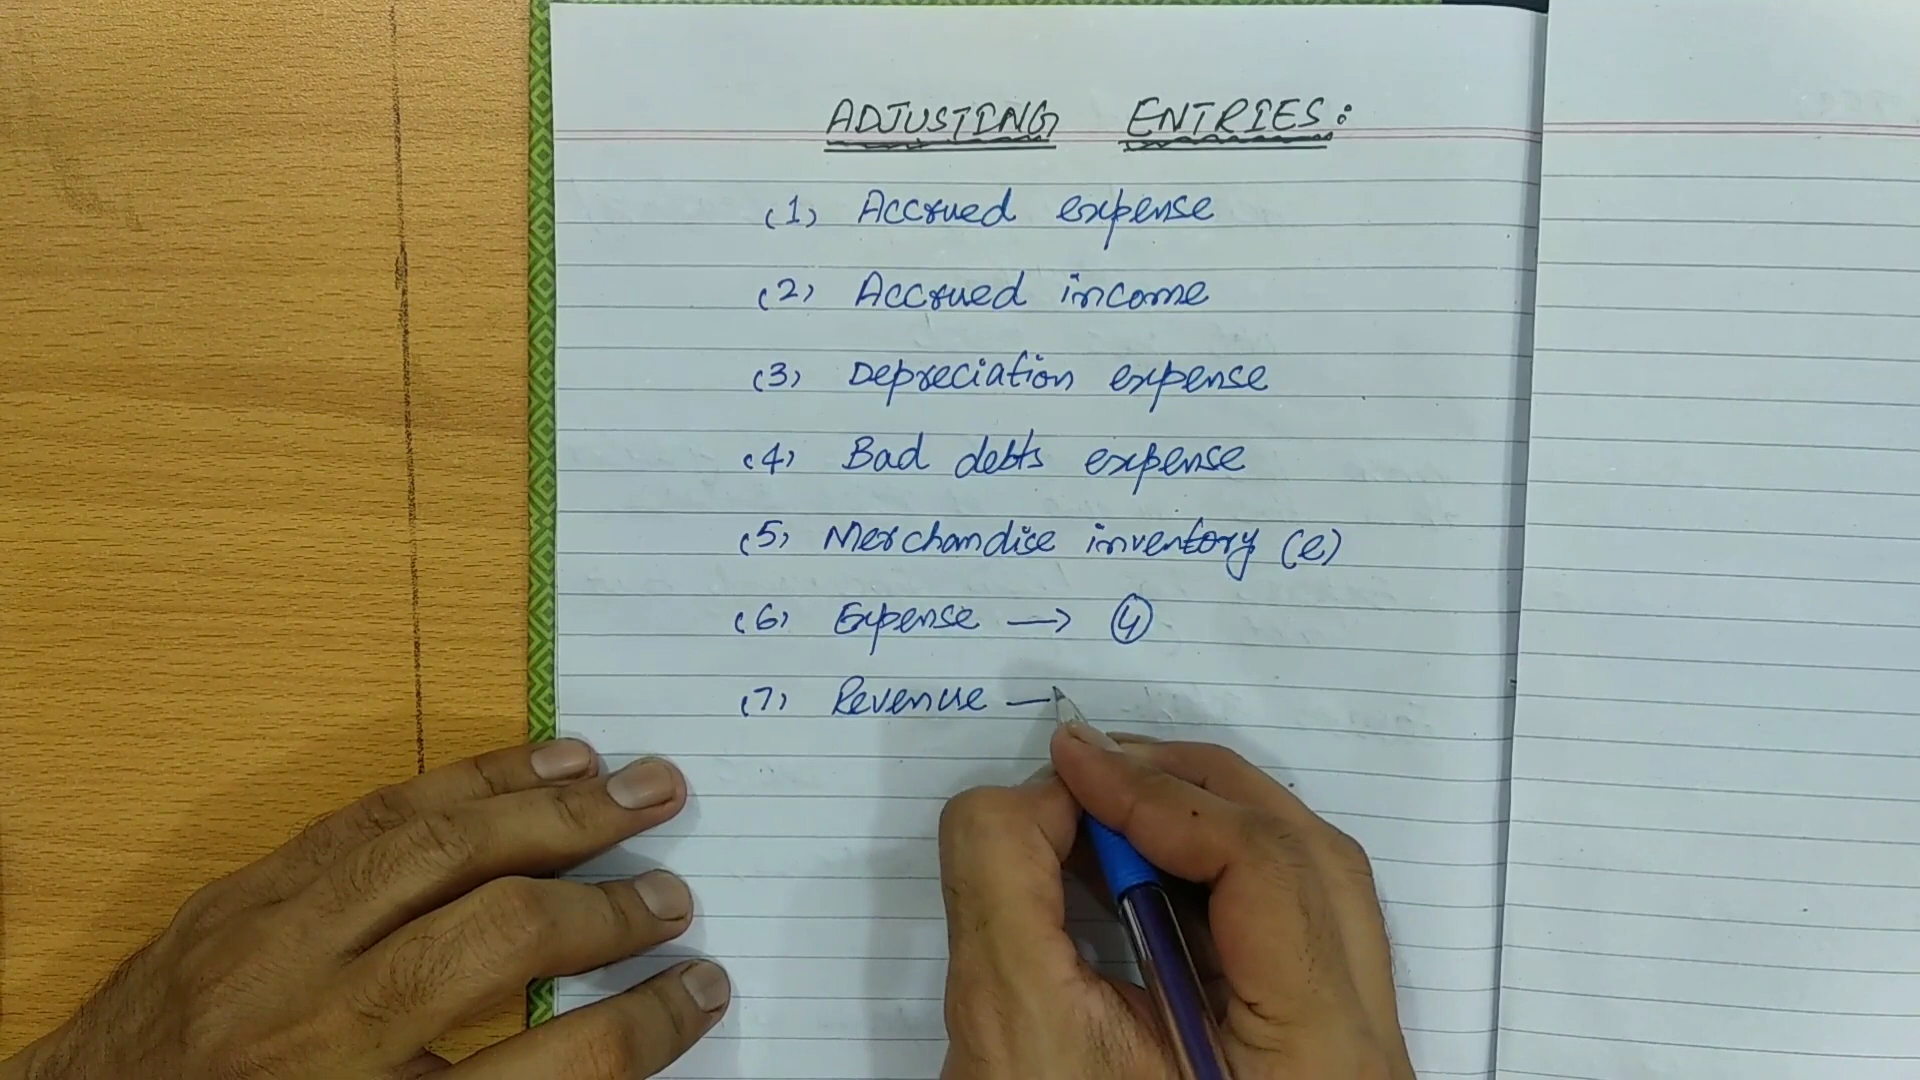 ADJUSTING ENTRIES:
(1) Accrued expense
(2) Accrued income
(3) Depreciation expense
(4) Bad debts expense
(5) Merchandise inventory (e)
(6) Expense → 4
(7) Revenue —